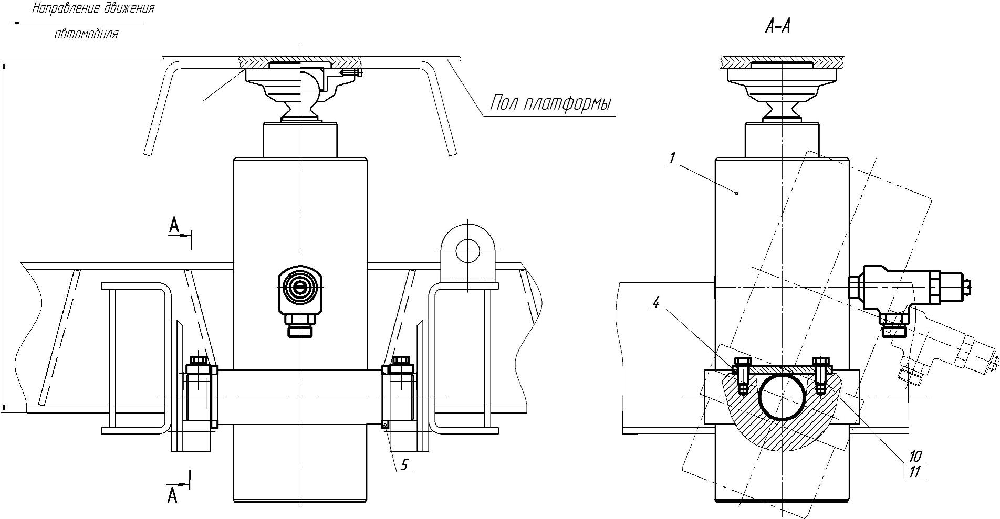 Направление движения
автомобиля
А-А
Пол платформы
1
А
4
10
11
5
А